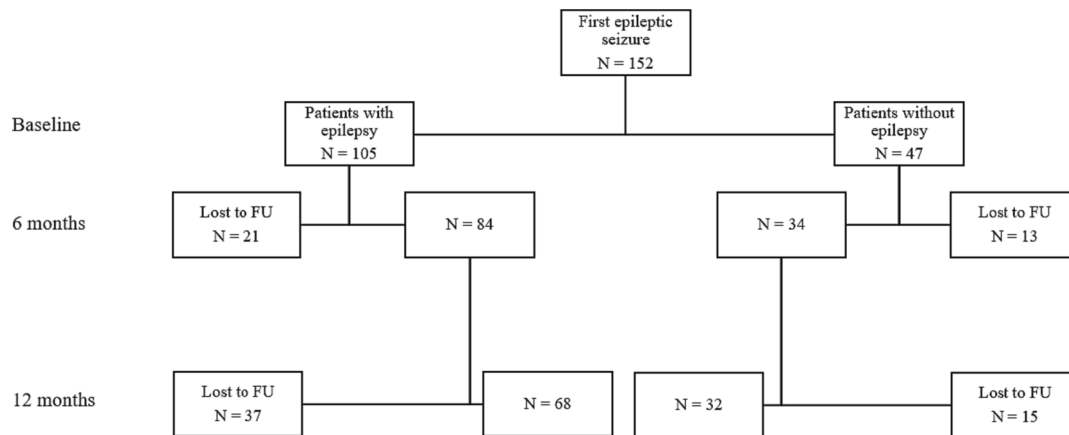 First epileptic
seizure
N = 152
Baseline
Patients with
epilepsy
N = 105
Patients without
epilepsy
N = 47
6 months
Lost to FU
N = 21
N = 84
N = 34
Lost to FU
N = 13
12 months
Lost to FU
N = 37
N = 68
N = 32
Lost to FU
N = 15